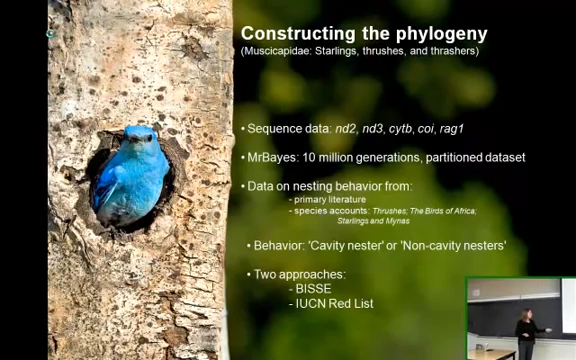 Constructing the phylogeny
(Muscicapidae: Starlings, thrushes, and thrashers)
• Sequence data: nd2, nd3, cytb, coi, rag1
• MrBayes: 10 million generations, partitioned dataset
• Data on nesting behavior from:
- primary literature
- species accounts: Thrushes; The Birds of Africa;
Starlings and Mynas
• Behavior: 'Cavity nester' or 'Non-cavity nesters'
• Two approaches:
- BISSE
- IUCN Red List